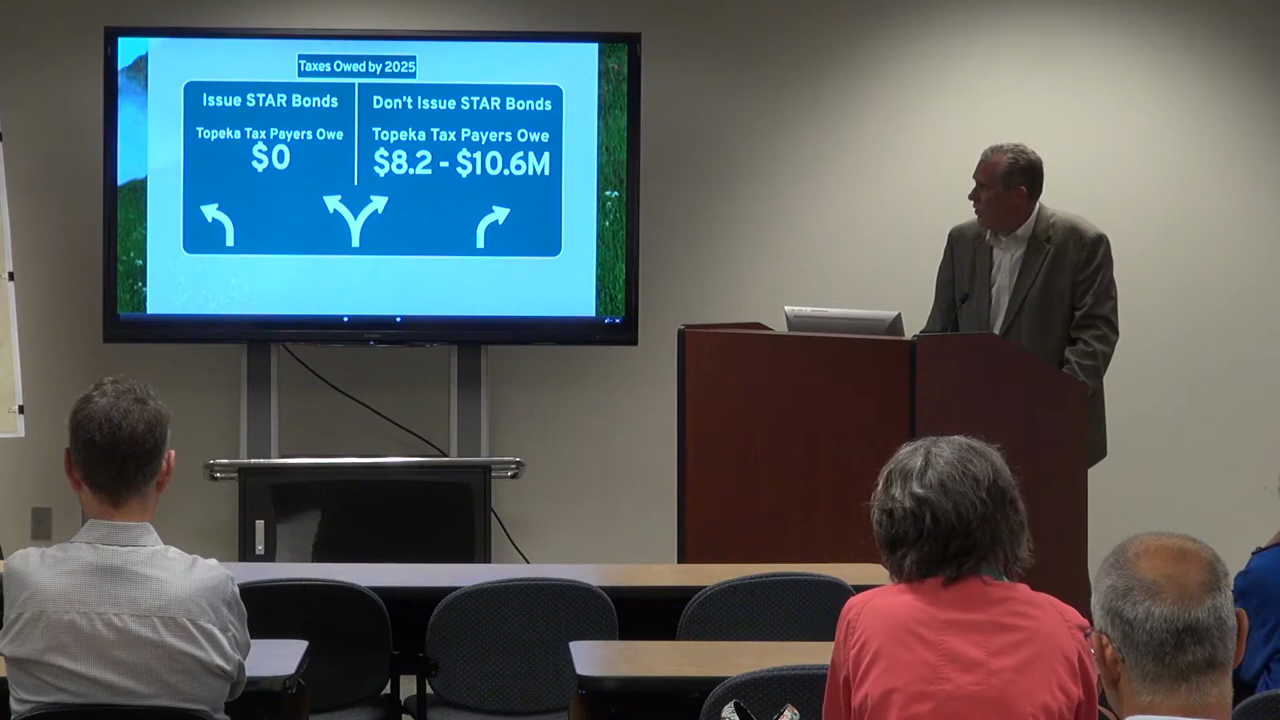 Taxes Owed by 2025
Issue STAR Bonds
Topeka Tax Payers Owe
$0
Don't Issue STAR Bonds
Topeka Tax Payers Owe
$8.2 - $10.6M